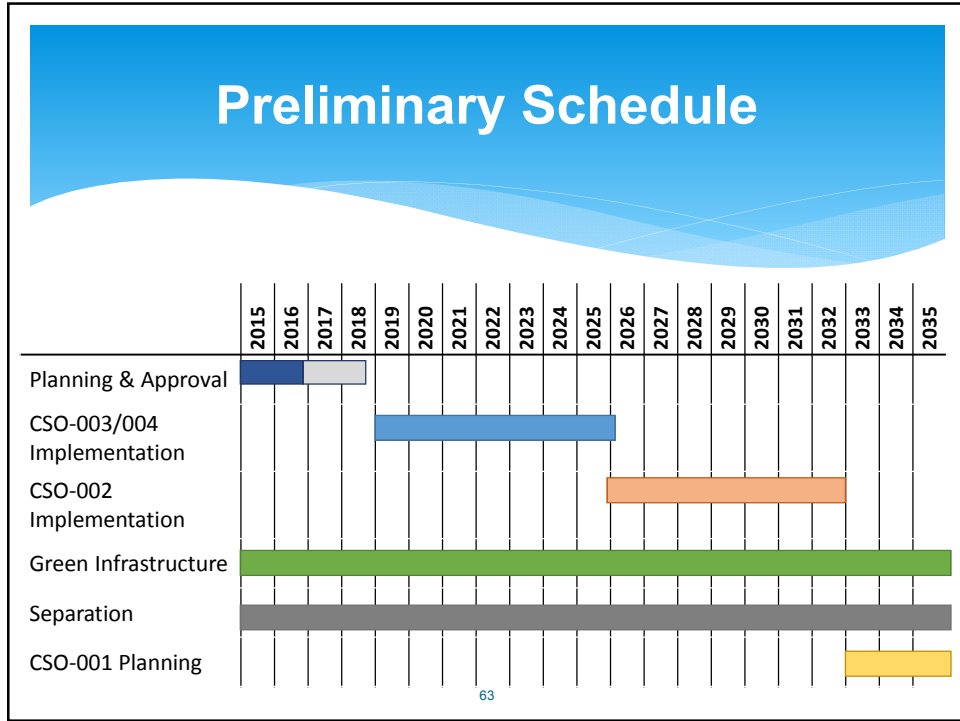 Preliminary Schedule
2015 2016 2017 2018 2019 2020 2021 2022 2023 2024 2025 2026 2027 2028 2029 2030 2031 2032 2033 2034 2035
Planning & Approval
CSO-003/004
Implementation
CSO-002
Implementation
Green Infrastructure
Separation
CSO-001 Planning
63